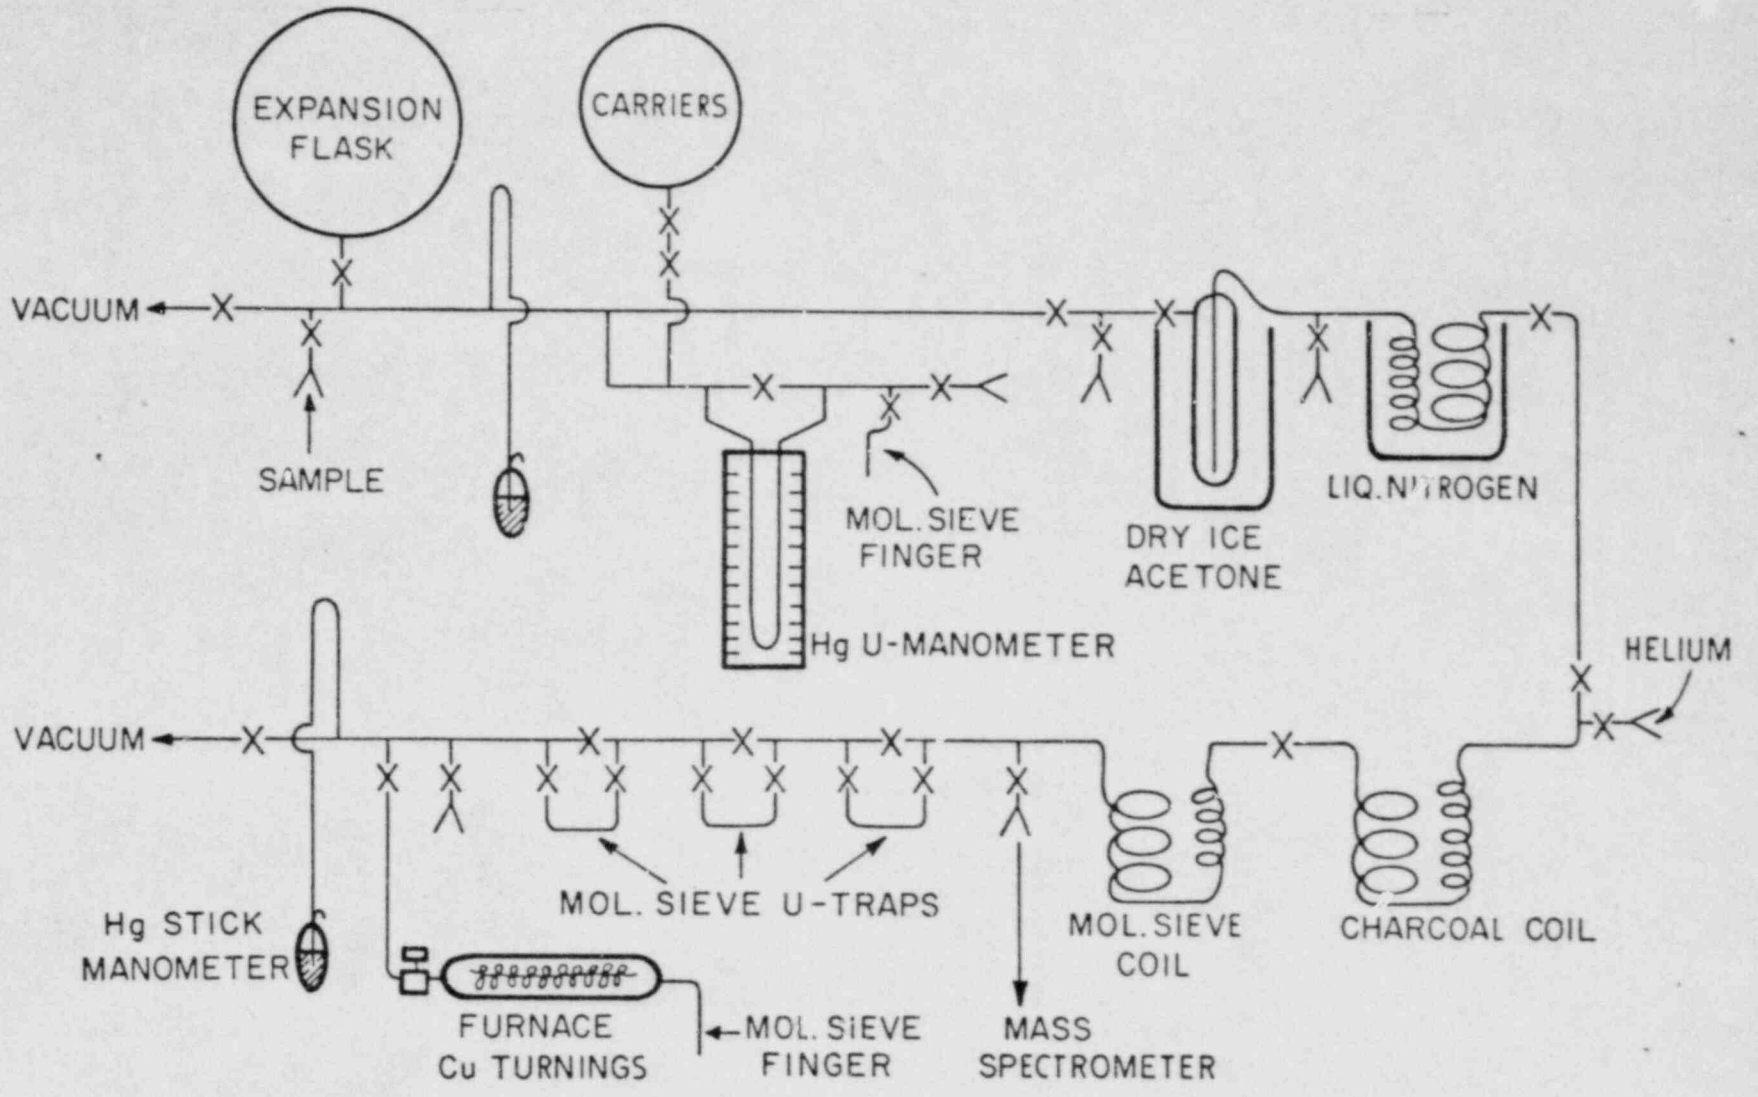 EXPANSION
FLASK
CARRIERS
VACUUM
SAMPLE
MOL. SIEVE
FINGER
DRY ICE
ACETONE
LIQ. NITROGEN
Hg U-MANOMETER
HELIUM
VACUUM
MOL. SIEVE U-TRAPS
Hg STICK
MANOMETER
MOL. SIEVE
COIL
CHARCOAL COIL
FURNACE
Cu TURNINGS
MOL. SIEVE
FINGER
MASS
SPECTROMETER